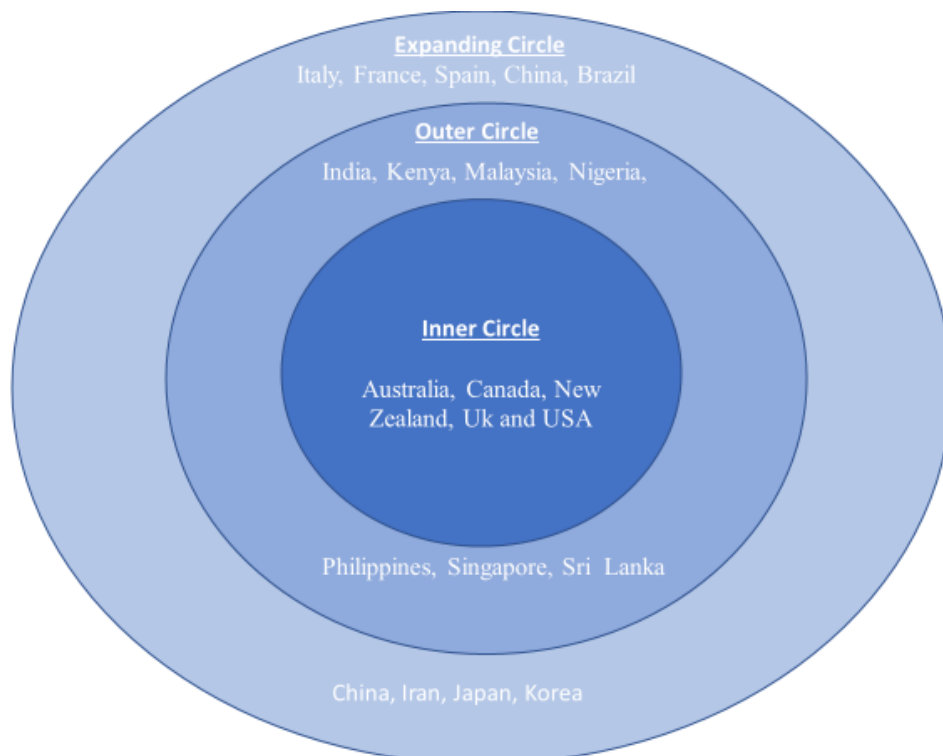 Expanding Circle
Italy, France, Spain, China, Brazil
Outer Circle
India, Kenya, Malaysia, Nigeria,
Inner Circle
Australia, Canada, New
Zealand, Uk and USA
Philippines, Singapore, Sri Lanka
China, Iran, Japan, Korea